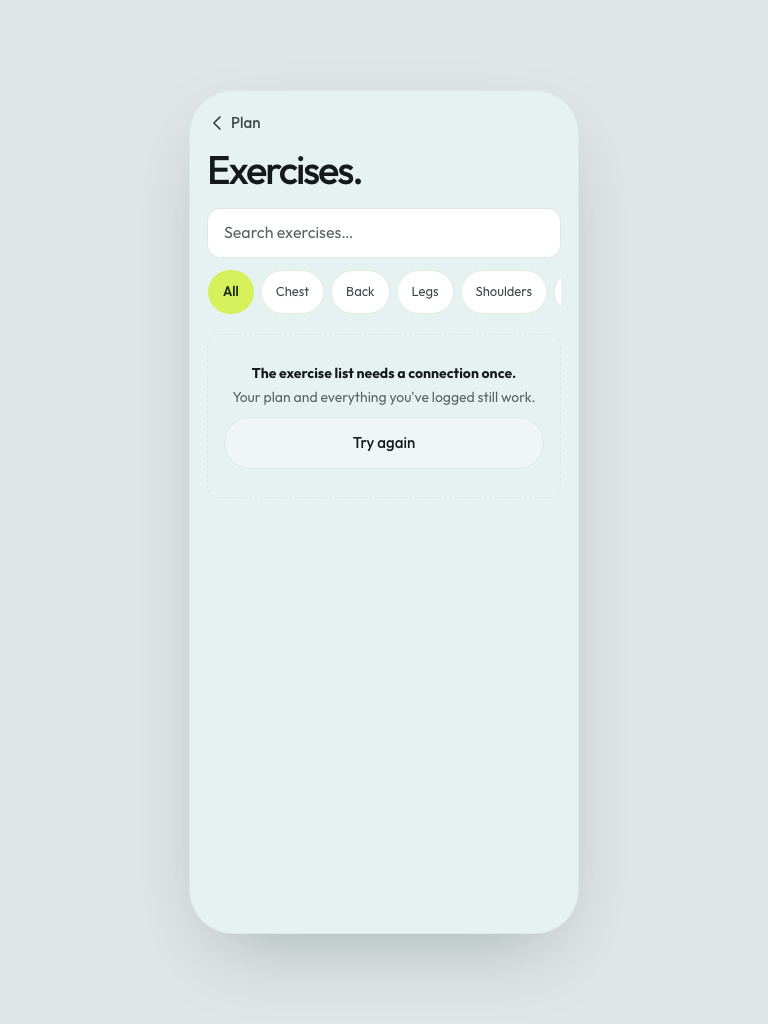 Plan
Exercises.
Search exercises...
All
Chest
Back
Legs
Shoulders
The exercise list needs a connection once.
Your plan and everything you've logged still work.
Try again